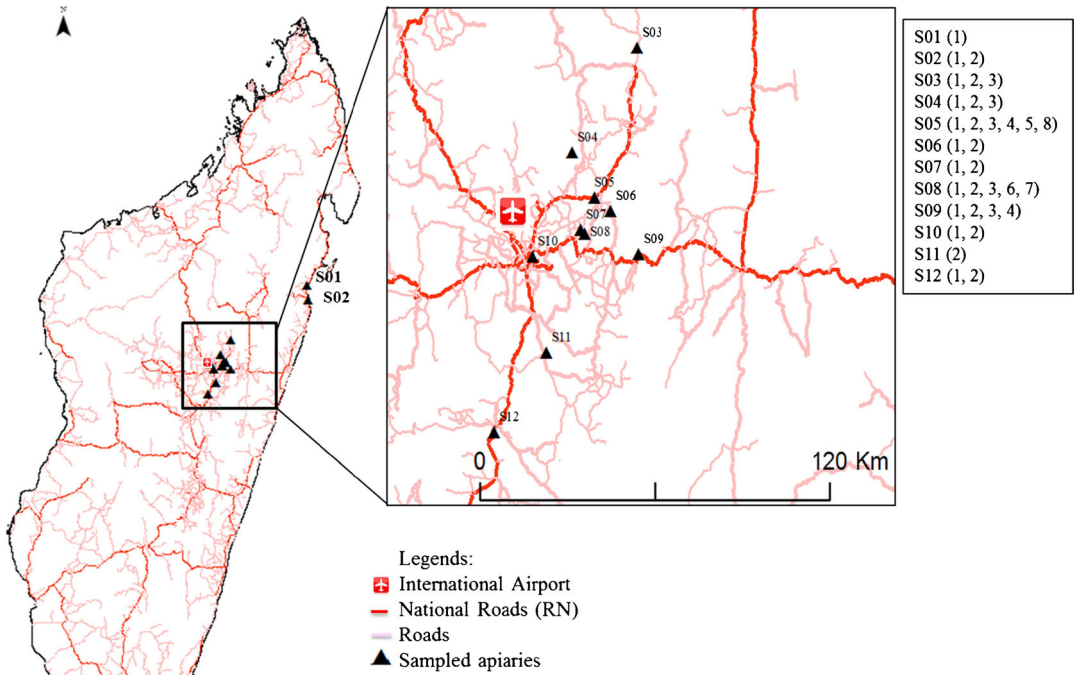 N
S01
S02
S03
S04
S05
S06
S07
S08
S09
S10
S11
S12
0
120 Km
S01 (1)
S02 (1, 2)
S03 (1, 2, 3)
S04 (1, 2, 3)
S05 (1, 2, 3, 4, 5, 8)
S06 (1, 2)
S07 (1, 2)
S08 (1, 2, 3, 6, 7)
S09 (1, 2, 3, 4)
S10 (1, 2)
S11 (2)
S12 (1, 2)
Legends:
International Airport
National Roads (RN)
Roads
Sampled apiaries